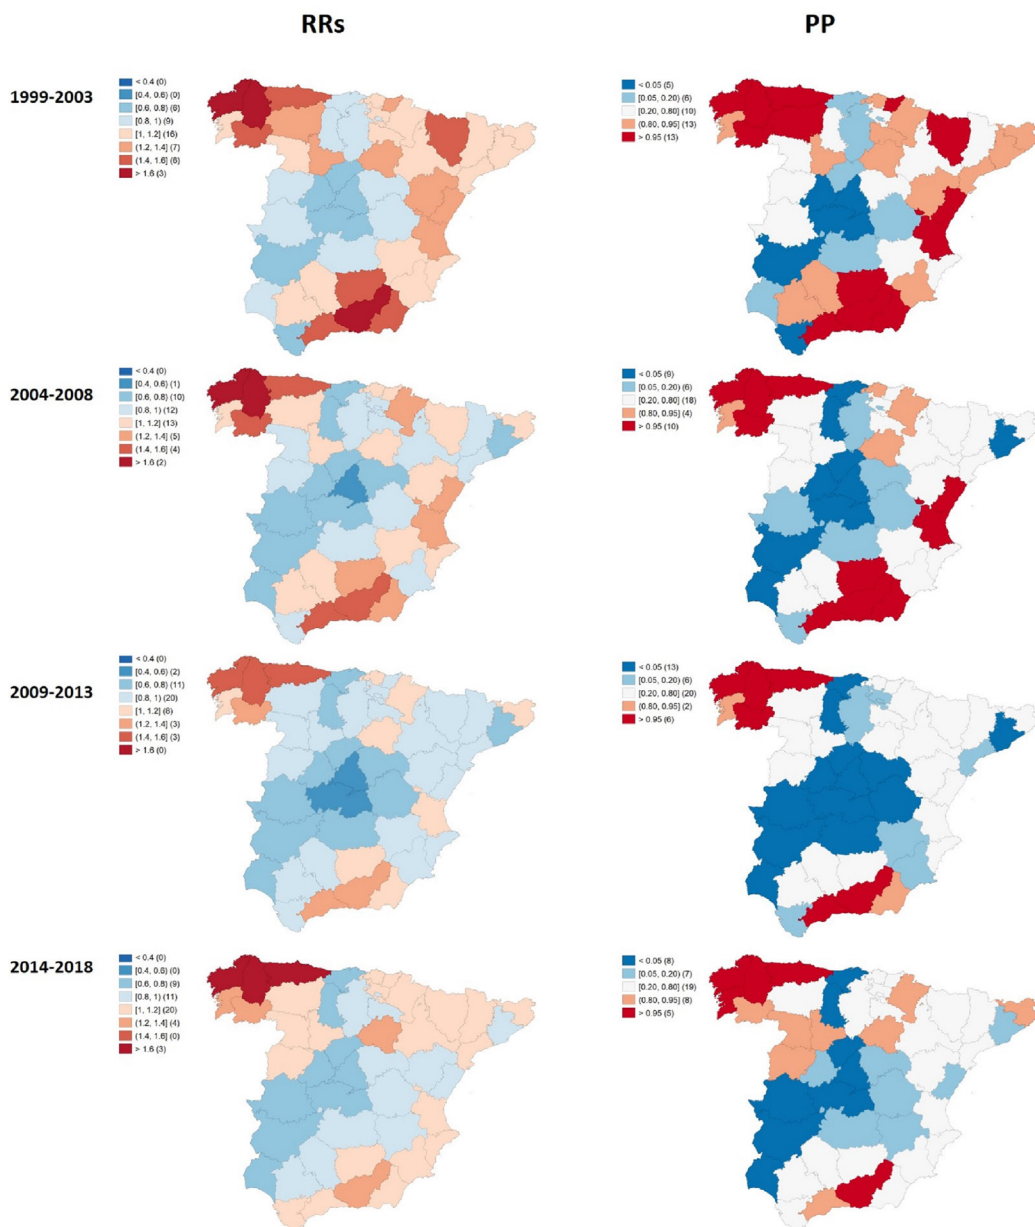 RRs
PP
1999-2003
< 0.4 (0)
[0.4, 0.6) (0)
[0.6, 0.8) (6)
[0.8, 1) (9)
[1, 1.2] (16)
(1.2, 1.4] (7)
(1.4, 1.6] (6)
> 1.6 (3)
< 0.05 (5)
[0.05, 0.20) (6)
[0.20, 0.80] (10)
(0.80, 0.95] (13)
> 0.95 (13)
2004-2008
< 0.4 (0)
[0.4, 0.6) (1)
[0.6, 0.8) (10)
[0.8, 1) (12)
[1, 1.2] (13)
(1.2, 1.4] (5)
(1.4, 1.6] (4)
> 1.6 (2)
< 0.05 (9)
[0.05, 0.20) (6)
[0.20, 0.80] (18)
(0.80, 0.95] (4)
> 0.95 (10)
2009-2013
< 0.4 (0)
[0.4, 0.6) (2)
[0.6, 0.8) (11)
[0.8, 1) (20)
[1, 1.2] (8)
(1.2, 1.4] (3)
(1.4, 1.6] (3)
> 1.6 (0)
< 0.05 (13)
[0.05, 0.20) (6)
[0.20, 0.80] (20)
(0.80, 0.95] (2)
> 0.95 (6)
2014-2018
< 0.4 (0)
[0.4, 0.6) (0)
[0.6, 0.8) (9)
[0.8, 1) (11)
[1, 1.2] (20)
(1.2, 1.4] (4)
(1.4, 1.6] (0)
> 1.6 (3)
< 0.05 (8)
[0.05, 0.20) (7)
[0.20, 0.80] (19)
(0.80, 0.95] (8)
> 0.95 (5)